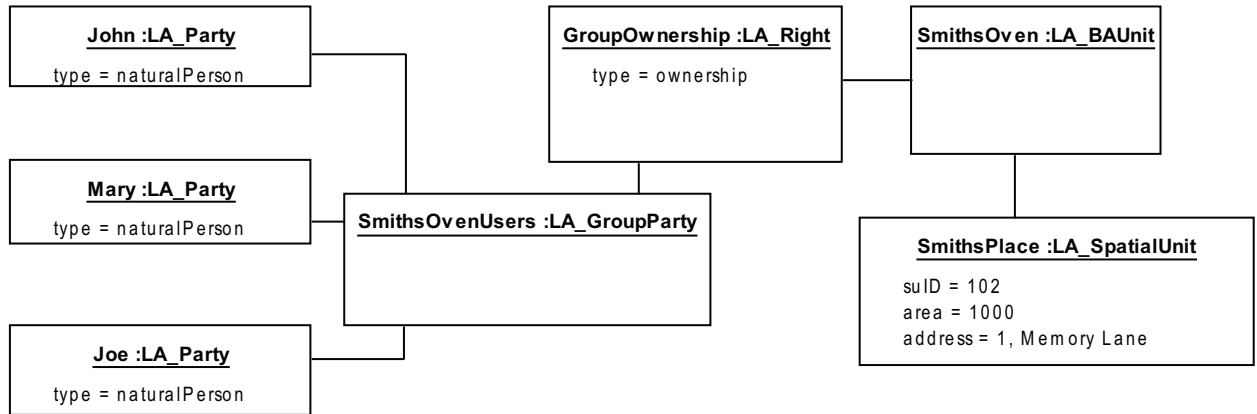 John :LA_Party
type = naturalPerson
Mary :LA_Party
type = naturalPerson
Joe :LA_Party
type = naturalPerson
SmithsOvenUsers :LA_GroupParty
GroupOwnership :LA_Right
type = ownership
SmithsOven :LA_BAUnit
SmithsPlace :LA_SpatialUnit
suID = 102
area = 1000
address = 1, Memory Lane